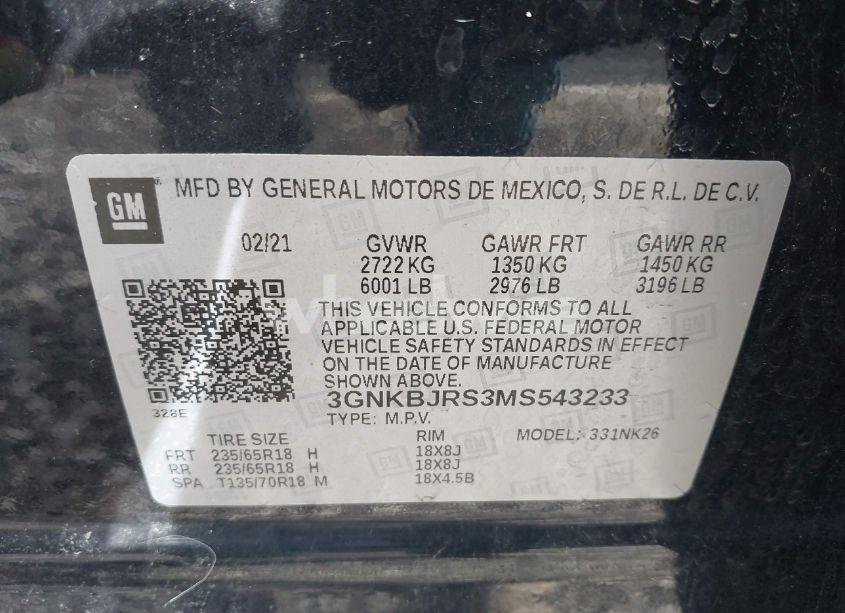 GM
MFD BY GENERAL MOTORS DE MEXICO, S. DE R.L. DE C.V.
02/21 GVWR GAWR FRT GAWR RR
2722 KG 1350 KG 1450 KG
6001 LB 2976 LB 3196 LB
THIS VEHICLE CONFORMS TO ALL
APPLICABLE U.S. FEDERAL MOTOR
VEHICLE SAFETY STANDARDS IN EFFECT
ON THE DATE OF MANUFACTURE
SHOWN ABOVE.
3GNKBJRS3MS543233
328E
TYPE: M.P.V.
TIRE SIZE RIM MODEL: 331NK26
FRT 235/65R18 H 18X8J
RR 235/65R18 H 18X8J
SPA T135/70R18 M 18X4.5B